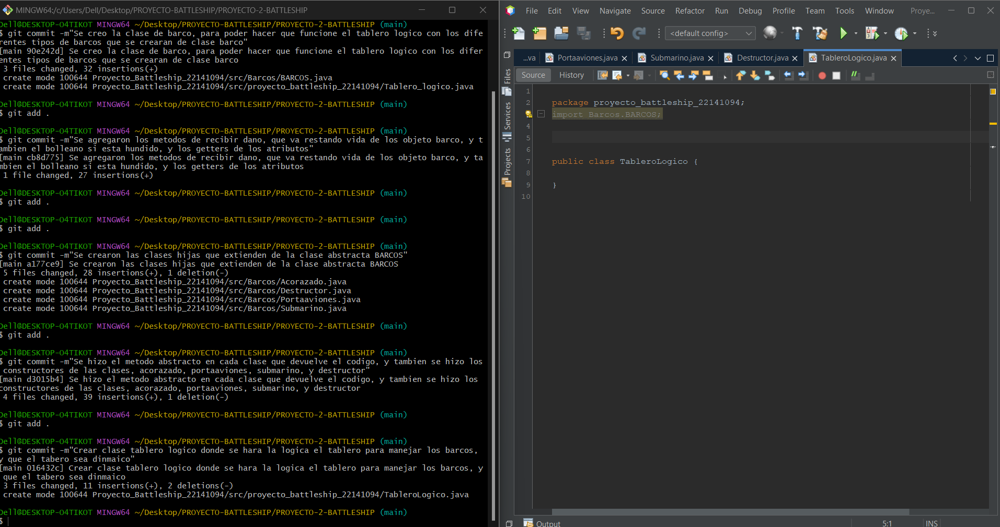 MINGW64:/c/Users/Dell/Desktop/PROYECTO-BATTLESHIP/PROYECTO-2-BATTLESHIP
Dell@DESKTOP-O4TIKOT MINGW64 ~/Desktop/PROYECTO-BATTLESHIP/PROYECTO-2-BATTLESHIP (main)
$ git commit -m"Se creo la clase de barco, para poder hacer que funcione el tablero logico con los dife
rentes tipos de barcos que se crearan de clase barco"
[main 90e242d] Se creo la clase de barco, para poder hacer que funcione el tablero logico con los difer
entes tipos de barcos que se crearan de clase barco
3 files changed, 32 insertions(+)
create mode 100644 Proyecto_Battleship_22141094/src/Barcos/BARCOS.java
create mode 100644 Proyecto_Battleship_22141094/src/proyecto_battleship_22141094/Tablero_logico.java
Dell@DESKTOP-O4TIKOT MINGW64 ~/Desktop/PROYECTO-BATTLESHIP/PROYECTO-2-BATTLESHIP (main)
$ git add .
Dell@DESKTOP-O4TIKOT MINGW64 ~/Desktop/PROYECTO-BATTLESHIP/PROYECTO-2-BATTLESHIP (main)
$ git commit -m"Se agregaron los metodos de recibir dano, que va restando vida de los objeto barco, y t
ambien el bolleano si esta hundido, y los getters de los atributos"
[main cb8d775] Se agregaron los metodos de recibir dano, que va restando vida de los objeto barco, y ta
mbien el bolleano si esta hundido, y los getters de los atributos
1 file changed, 27 insertions(+)
Dell@DESKTOP-O4TIKOT MINGW64 ~/Desktop/PROYECTO-BATTLESHIP/PROYECTO-2-BATTLESHIP (main)
$ git add .
Dell@DESKTOP-O4TIKOT MINGW64 ~/Desktop/PROYECTO-BATTLESHIP/PROYECTO-2-BATTLESHIP (main)
$ git add .
Dell@DESKTOP-O4TIKOT MINGW64 ~/Desktop/PROYECTO-BATTLESHIP/PROYECTO-2-BATTLESHIP (main)
$ git commit -m"Se crearon las clases hijas que extienden de la clase abstracta BARCOS"
[main a177ce9] Se crearon las clases hijas que extienden de la clase abstracta BARCOS
5 files changed, 28 insertions(+), 1 deletion(-)
create mode 100644 Proyecto_Battleship_22141094/src/Barcos/Acorazado.java
create mode 100644 Proyecto_Battleship_22141094/src/Barcos/Destructor.java
create mode 100644 Proyecto_Battleship_22141094/src/Barcos/Portaaviones.java
create mode 100644 Proyecto_Battleship_22141094/src/Barcos/Submarino.java
Dell@DESKTOP-O4TIKOT MINGW64 ~/Desktop/PROYECTO-BATTLESHIP/PROYECTO-2-BATTLESHIP (main)
$ git add .
Dell@DESKTOP-O4TIKOT MINGW64 ~/Desktop/PROYECTO-BATTLESHIP/PROYECTO-2-BATTLESHIP (main)
$ git commit -m"Se hizo el metodo abstracto en cada clase que devuelve el codigo, y tambien se hizo los
constructores de las clases, acorazado, portaaviones, submarino, y destructor"
[main d3015b4] Se hizo el metodo abstracto en cada clase que devuelve el codigo, y tambien se hizo los
constructores de las clases, acorazado, portaaviones, submarino, y destructor
4 files changed, 39 insertions(+), 1 deletion(-)
Dell@DESKTOP-O4TIKOT MINGW64 ~/Desktop/PROYECTO-BATTLESHIP/PROYECTO-2-BATTLESHIP (main)
$ git add .
Dell@DESKTOP-O4TIKOT MINGW64 ~/Desktop/PROYECTO-BATTLESHIP/PROYECTO-2-BATTLESHIP (main)
$ git commit -m"Crear clase tablero logico donde se hara la logica el tablero para manejar los barcos,
y que el tabero sea dinmaico"
[main 016432c] Crear clase tablero logico donde se hara la logica el tablero para manejar los barcos, y
que el tabero sea dinmaico
3 files changed, 11 insertions(+), 2 deletions(-)
create mode 100644 Proyecto_Battleship_22141094/src/proyecto_battleship_22141094/TableroLogico.java
Dell@DESKTOP-O4TIKOT MINGW64 ~/Desktop/PROYECTO-BATTLESHIP/PROYECTO-2-BATTLESHIP (main)
$
File Edit View Navigate Source Refactor Run Debug Profile Team Tools Window Proye...
<default config>
...va Portaaviones.java Submarino.java Destructor.java TableroLogico.java
Source History
Files
Services
Projects
1
2 package proyecto_battleship_22141094;
import Barcos.BARCOS;
4
5
6
7 public class TableroLogico {
8
9 }
10
Output
5:1 INS